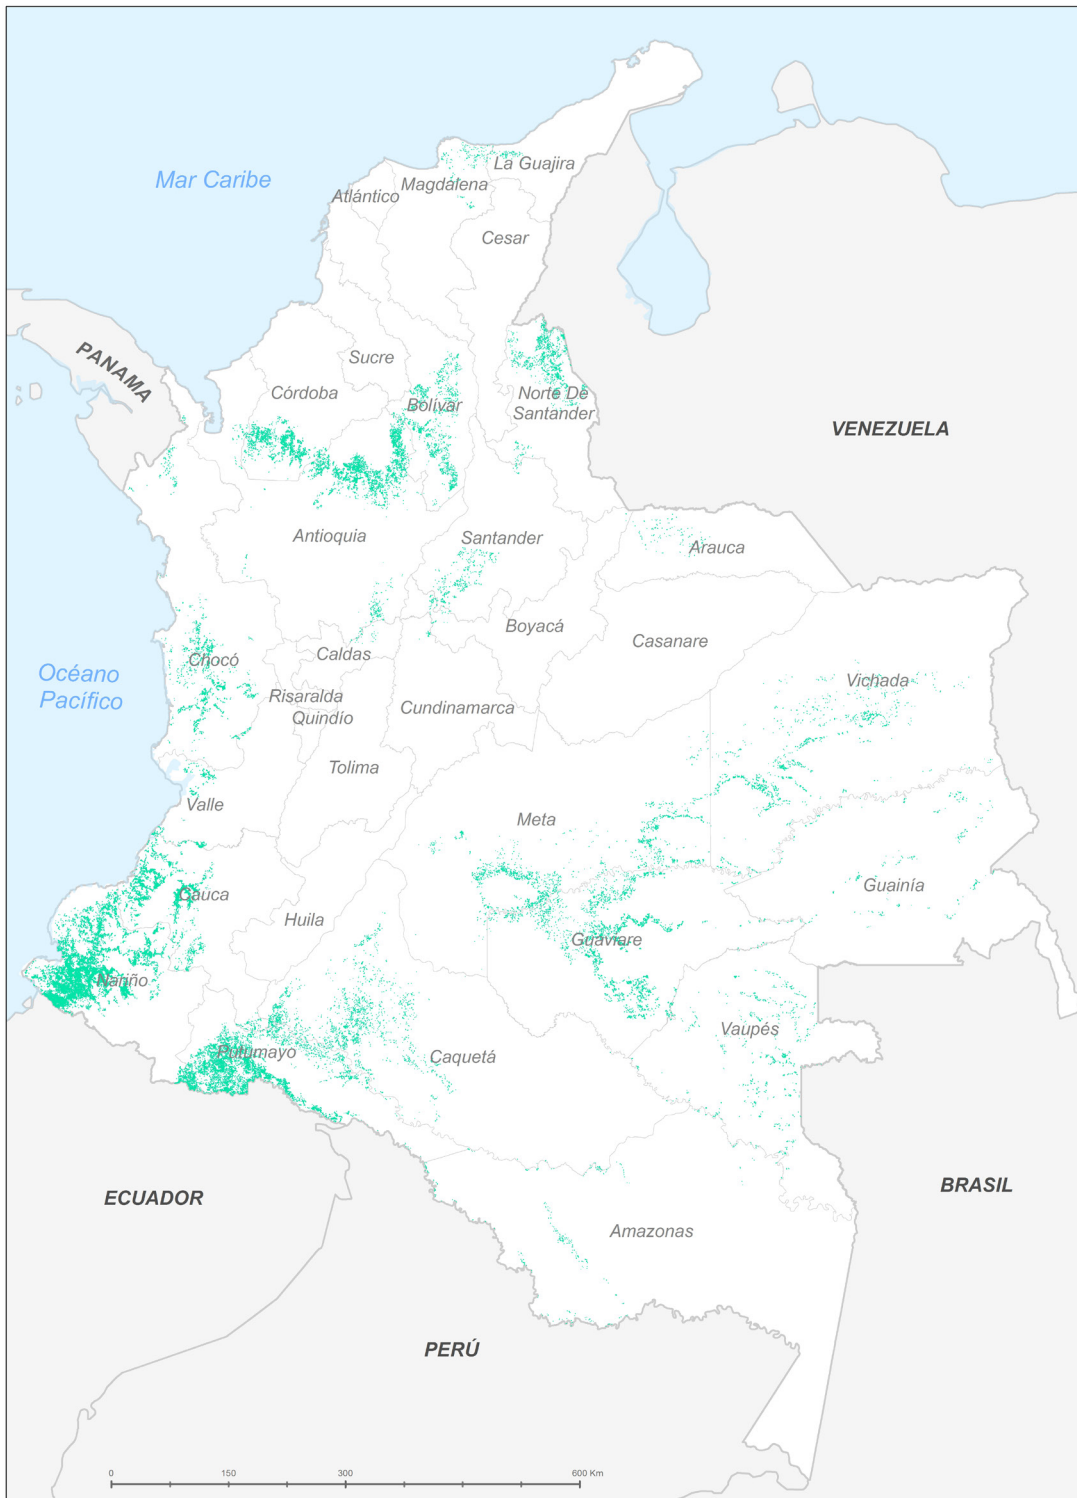 Mar Caribe
La Guajira
Magdalena
Atlántico
Cesar
PANAMA
Sucre
Córdoba
Bolívar
Norte De
Santander
VENEZUELA
Antioquia
Santander
Arauca
Boyacá
Casanare
Océano
Pacífico
Chocó
Caldas
Vichada
Risaralda
Quindío
Cundinamarca
Tolima
Valle
Meta
Cauca
Guainía
Huila
Guaviare
Nariño
Vaupés
Putumayo
Caquetá
ECUADOR
BRASIL
Amazonas
PERÚ
0 150 300 600 Km